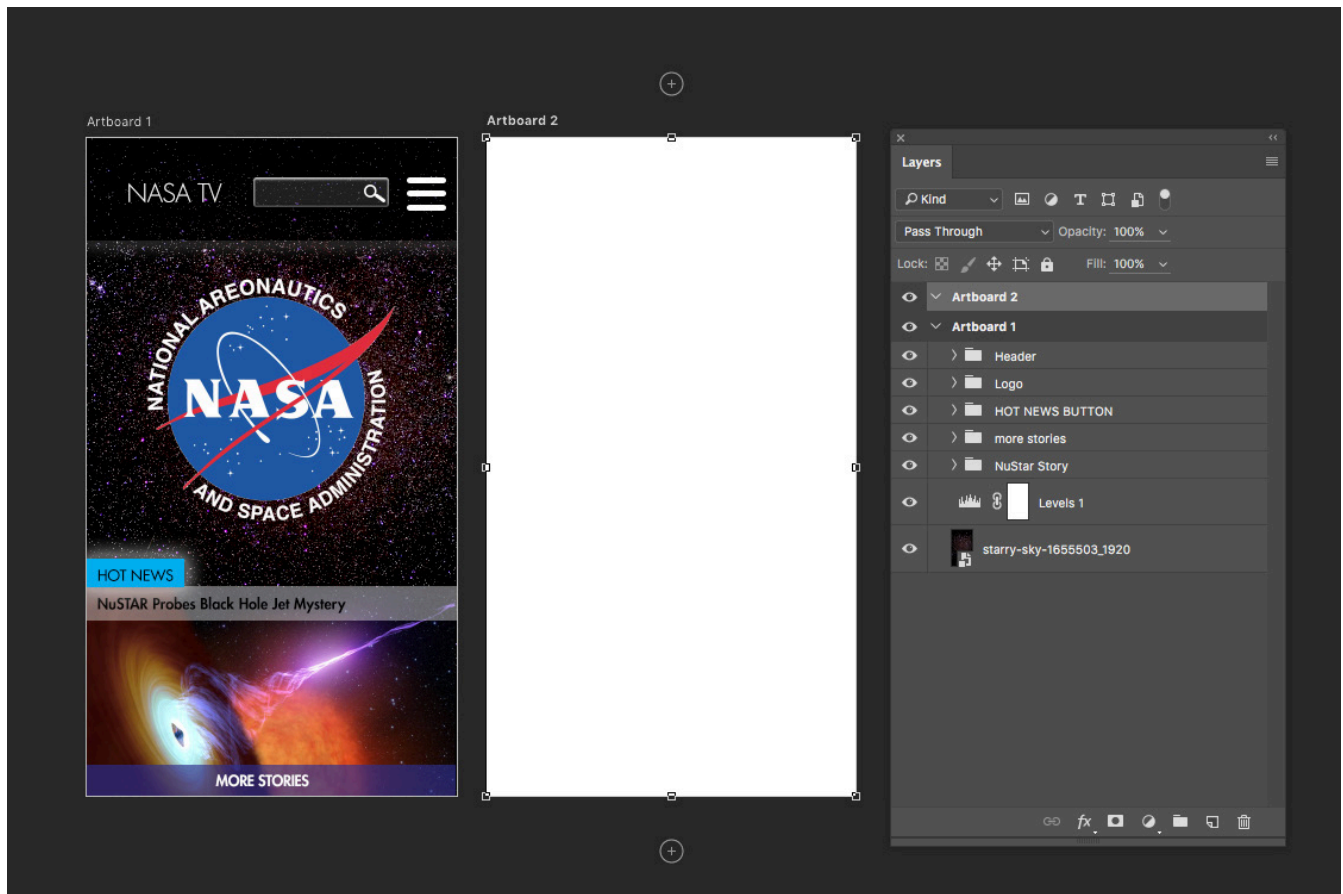 Artboard 1
Artboard 2
NASA TV
NATIONAL AREONAUTICS
NASA
AND SPACE ADMINISTRATION
HOT NEWS
NuSTAR Probes Black Hole Jet Mystery
MORE STORIES
Layers
Kind
Pass Through Opacity: 100%
Lock: Fill: 100%
Artboard 2
Artboard 1
Header
Logo
HOT NEWS BUTTON
more stories
NuStar Story
Levels 1
starry-sky-1655503_1920
fx